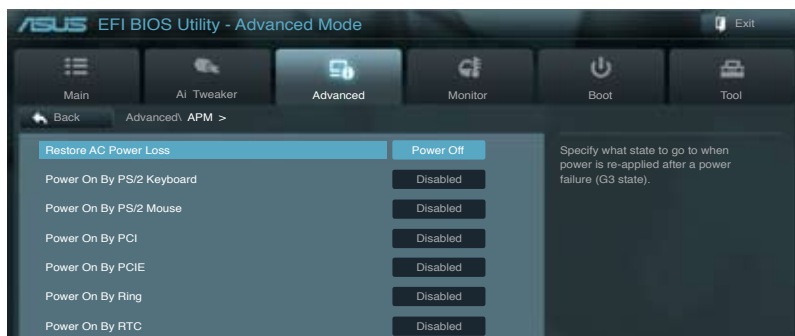 ASUS EFI BIOS Utility - Advanced Mode
Exit
Main
Ai Tweaker
Advanced
Monitor
Boot
Tool
Back
Advanced\ APM >
Restore AC Power Loss
Power Off
Power On By PS/2 Keyboard
Disabled
Power On By PS/2 Mouse
Disabled
Power On By PCI
Disabled
Power On By PCIE
Disabled
Power On By Ring
Disabled
Power On By RTC
Disabled
Specify what state to go to when
power is re-applied after a power
failure (G3 state).